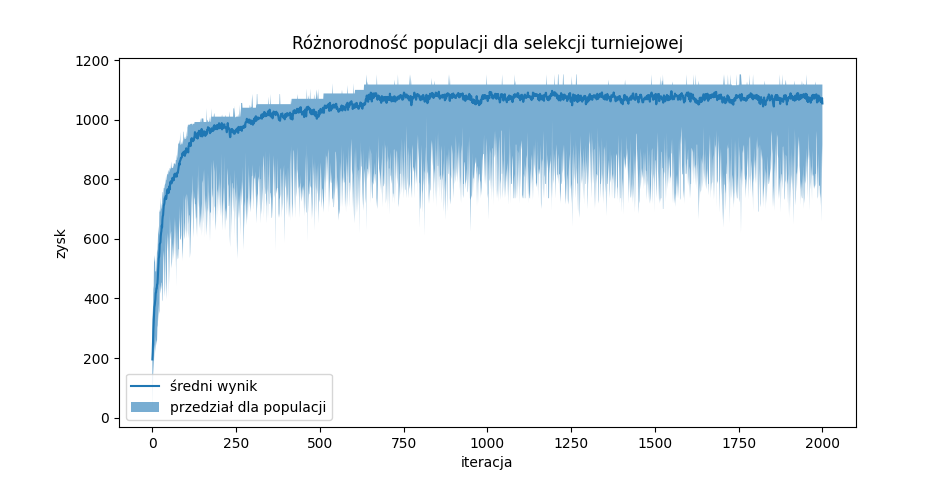 Różnorodność populacji dla selekcji turniejowej
1200
1000
800
600
400
200
0
zysk
średni wynik
przedział dla populacji
0 250 500 750 1000 1250 1500 1750 2000
iteracja